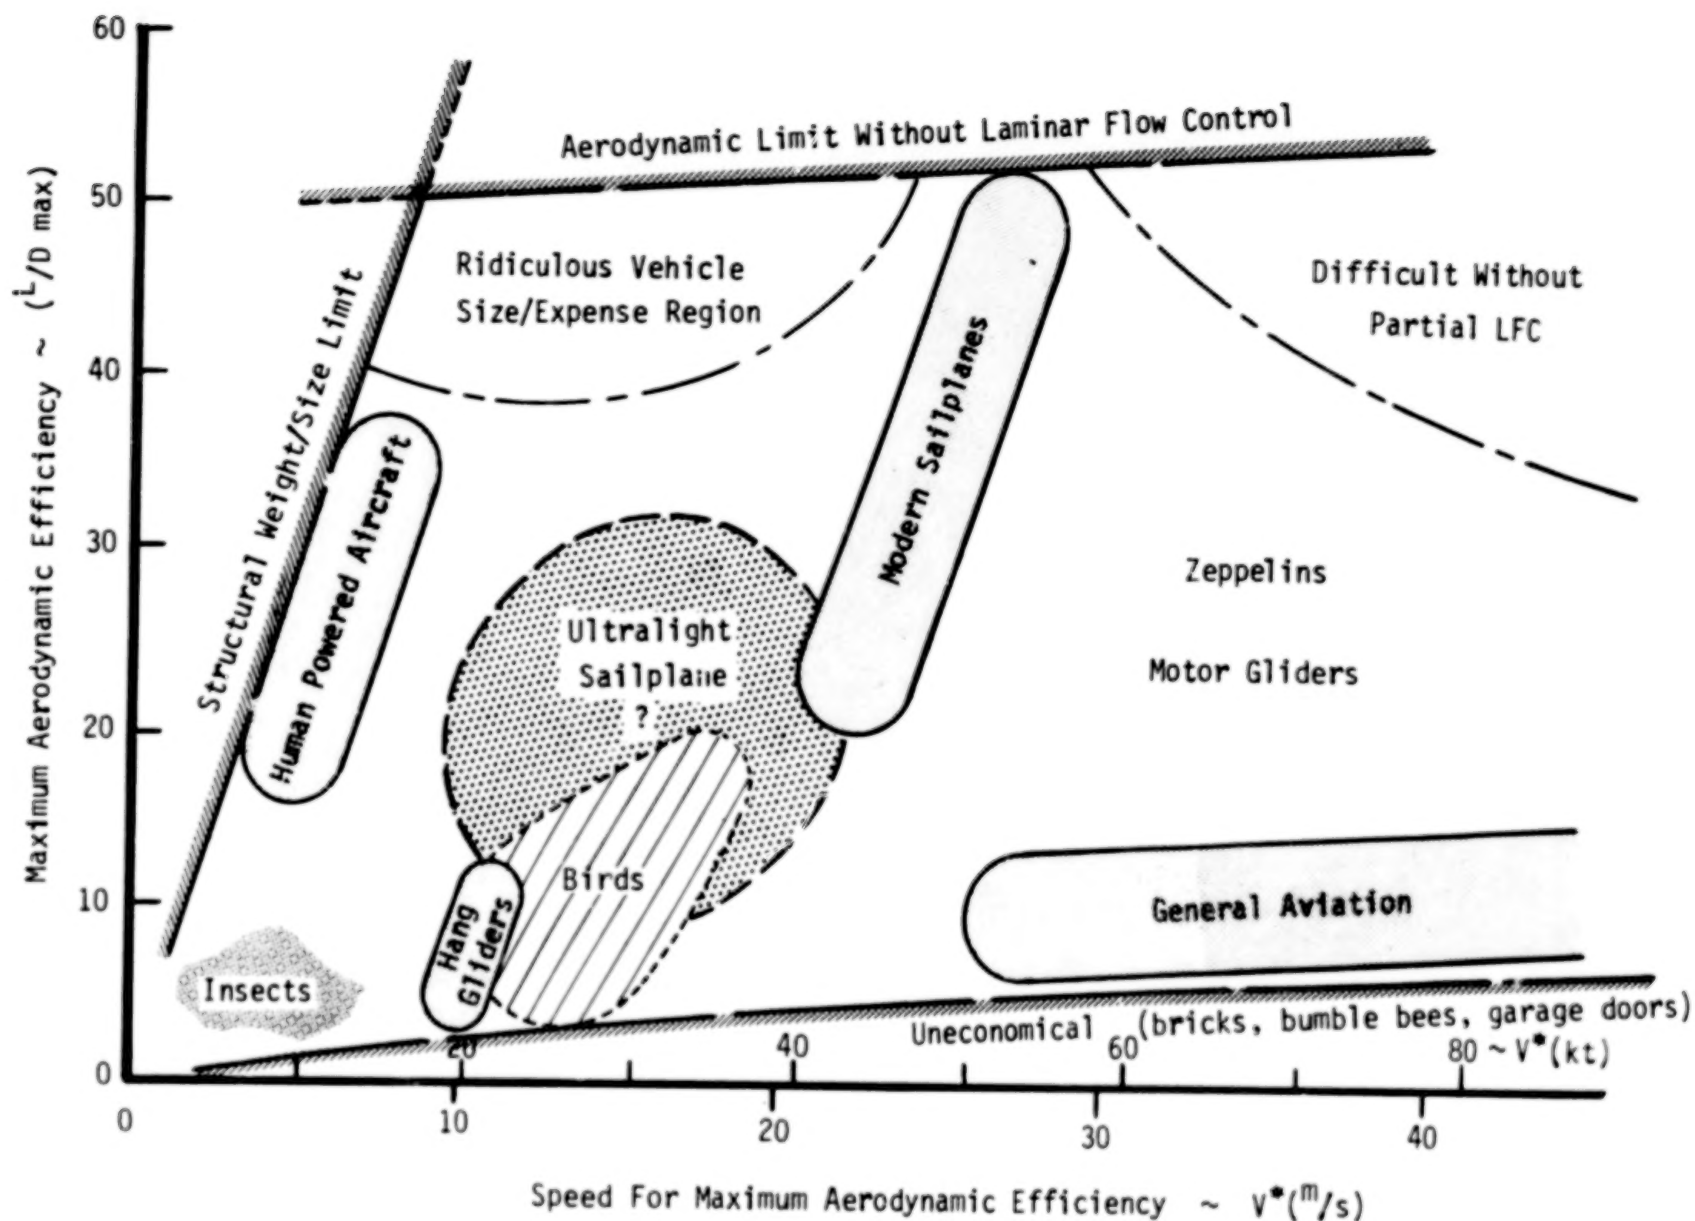 60
50
40
30
20
10
0
Maximum Aerodynamic Efficiency ~ (L/D max)
Aerodynamic Limit Without Laminar Flow Control
Structural Weight/Size Limit
Ridiculous Vehicle
Size/Expense Region
Difficult Without
Partial LFC
Human Powered Aircraft
Modern Sailplanes
Ultralight
Sailplane
?
Zeppelins
Motor Gliders
Birds
Hang
Gliders
Insects
General Aviation
Uneconomical (bricks, bumble bees, garage doors)
20 40 60 80 ~ V*(kt)
0 10 20 30 40
Speed For Maximum Aerodynamic Efficiency ~ V*(m/s)